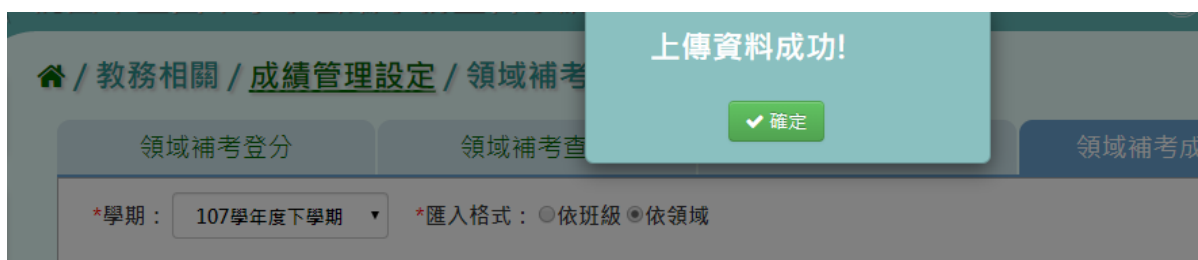 上傳資料成功!
/ 教務相關 / 成績管理設定 / 領域補考
確定
領域補考登分 領域補考查 領域補考成
*學期： 107學年度下學期 *匯入格式： 依班級 依領域